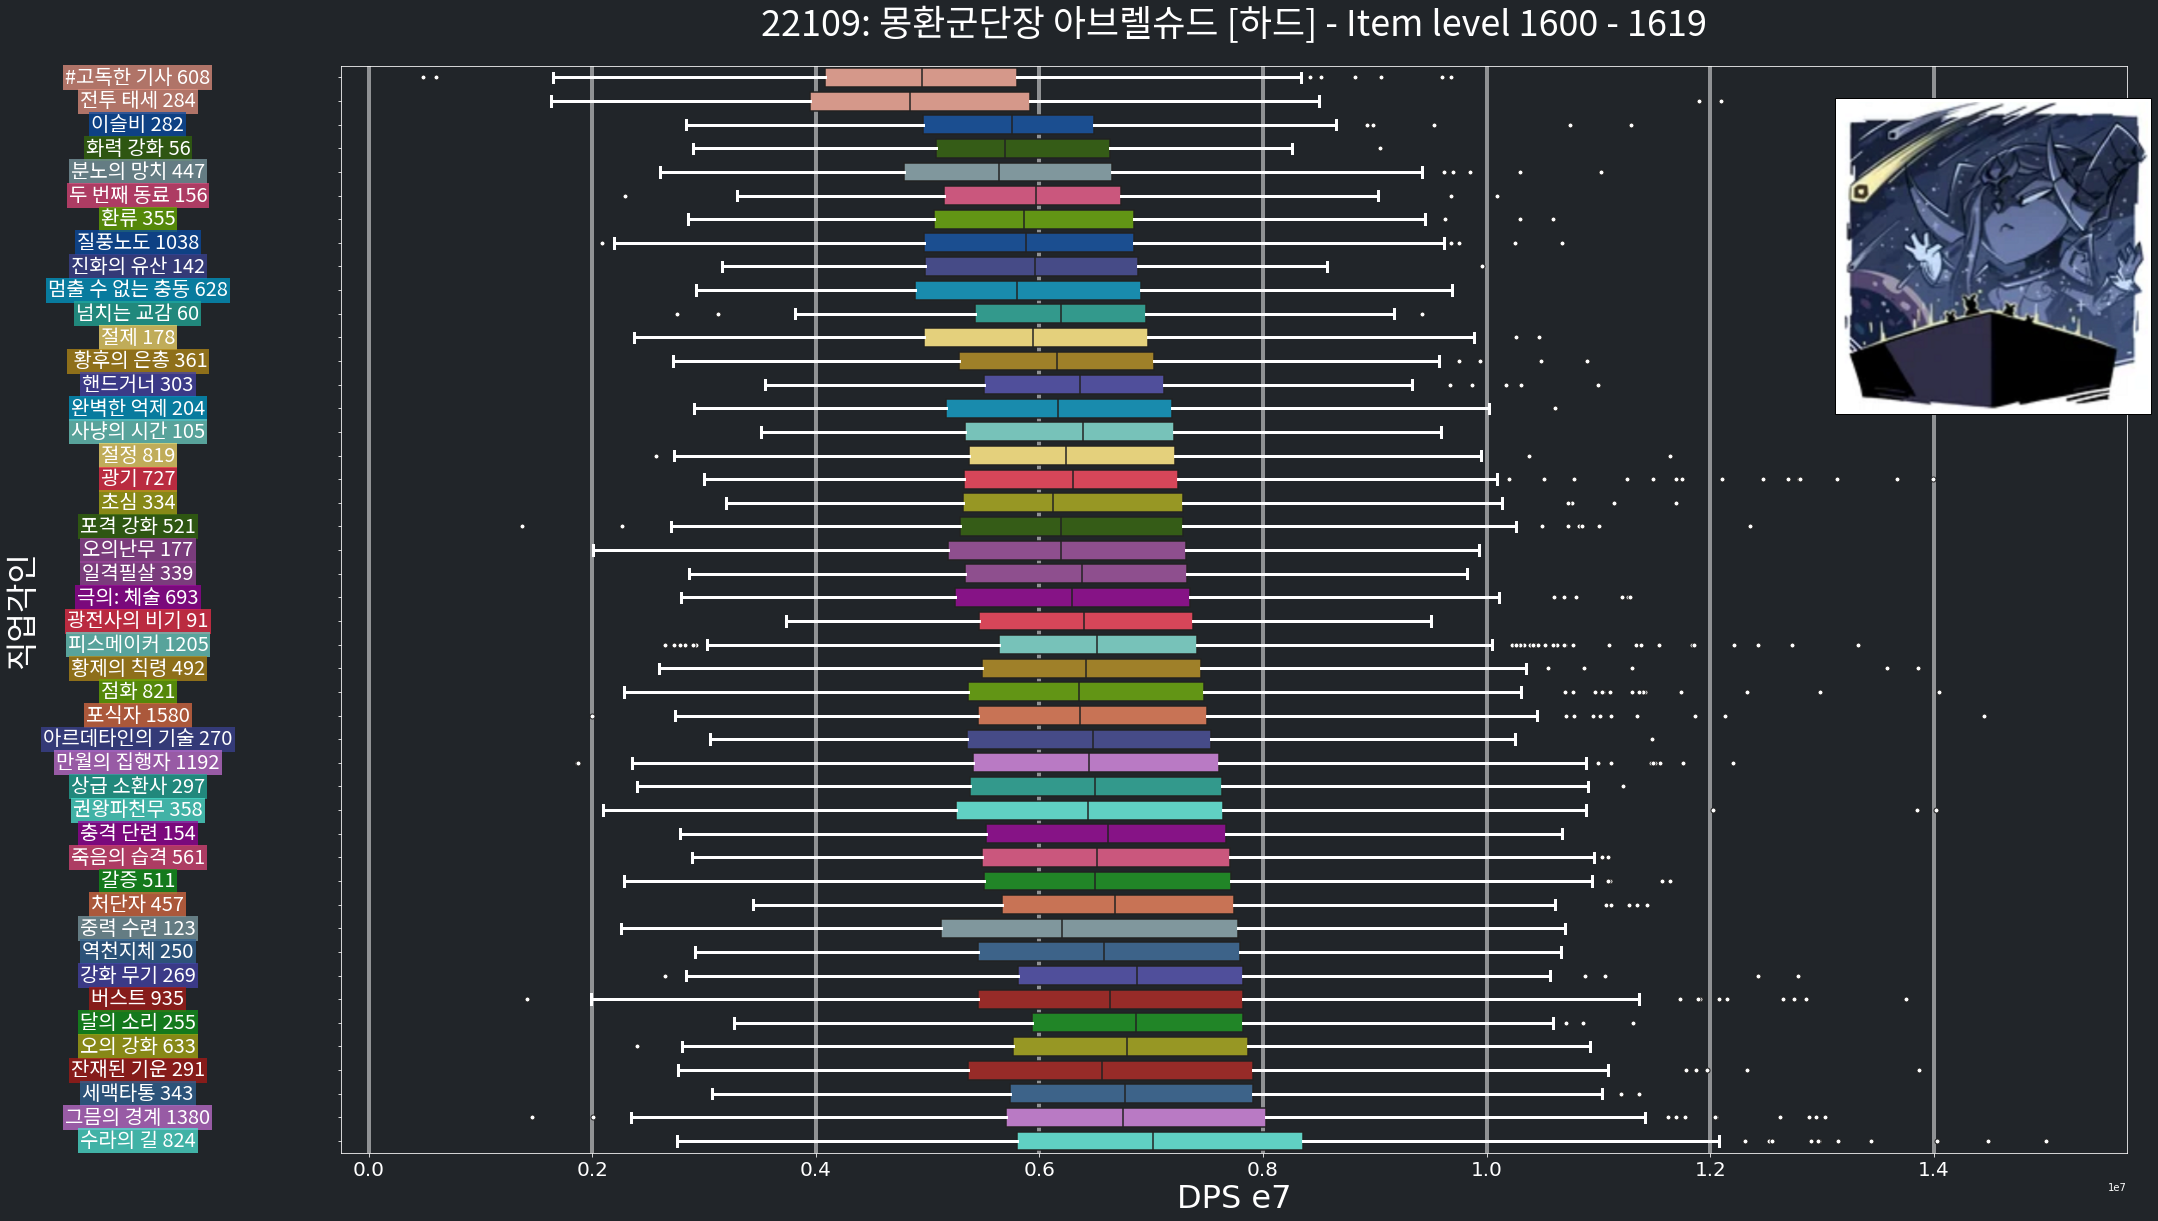 22109: 몽환군단장 아브렐슈드 [하드] - Item level 1600 - 1619
직업각인
#고독한 기사 608
전투 태세 284
이슬비 282
화력 강화 56
분노의 망치 447
두 번째 동료 156
환류 355
질풍노도 1038
진화의 유산 142
멈출 수 없는 충동 628
넘치는 교감 60
절제 178
황후의 은총 361
핸드거너 303
완벽한 억제 204
사냥의 시간 105
절정 819
광기 727
초심 334
포격 강화 521
오의난무 177
일격필살 339
극의: 체술 693
광전사의 비기 91
피스메이커 1205
황제의 칙령 492
점화 821
포식자 1580
아르데타인의 기술 270
만월의 집행자 1192
상급 소환사 297
권왕파천무 358
충격 단련 154
죽음의 습격 561
갈증 511
처단자 457
중력 수련 123
역천지체 250
강화 무기 269
버스트 935
달의 소리 255
오의 강화 633
잔재된 기운 291
세맥타통 343
그믐의 경계 1380
수라의 길 824
0.0 0.2 0.4 0.6 0.8 1.0 1.2 1.4
1e7
DPS e7